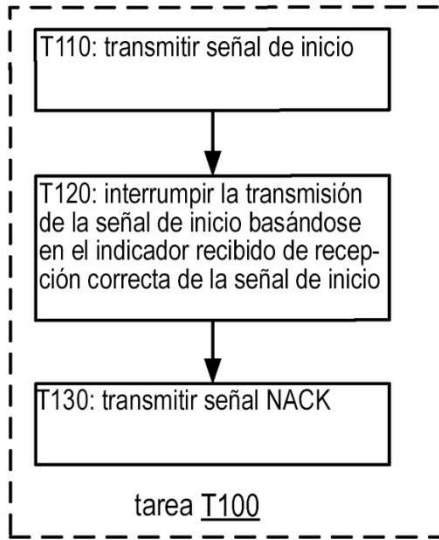 T110: transmitir señal de inicio
T120: interrumpir la transmisión
de la señal de inicio basándose
en el indicador recibido de recep-
ción correcta de la señal de inicio
T130: transmitir señal NACK
tarea T100